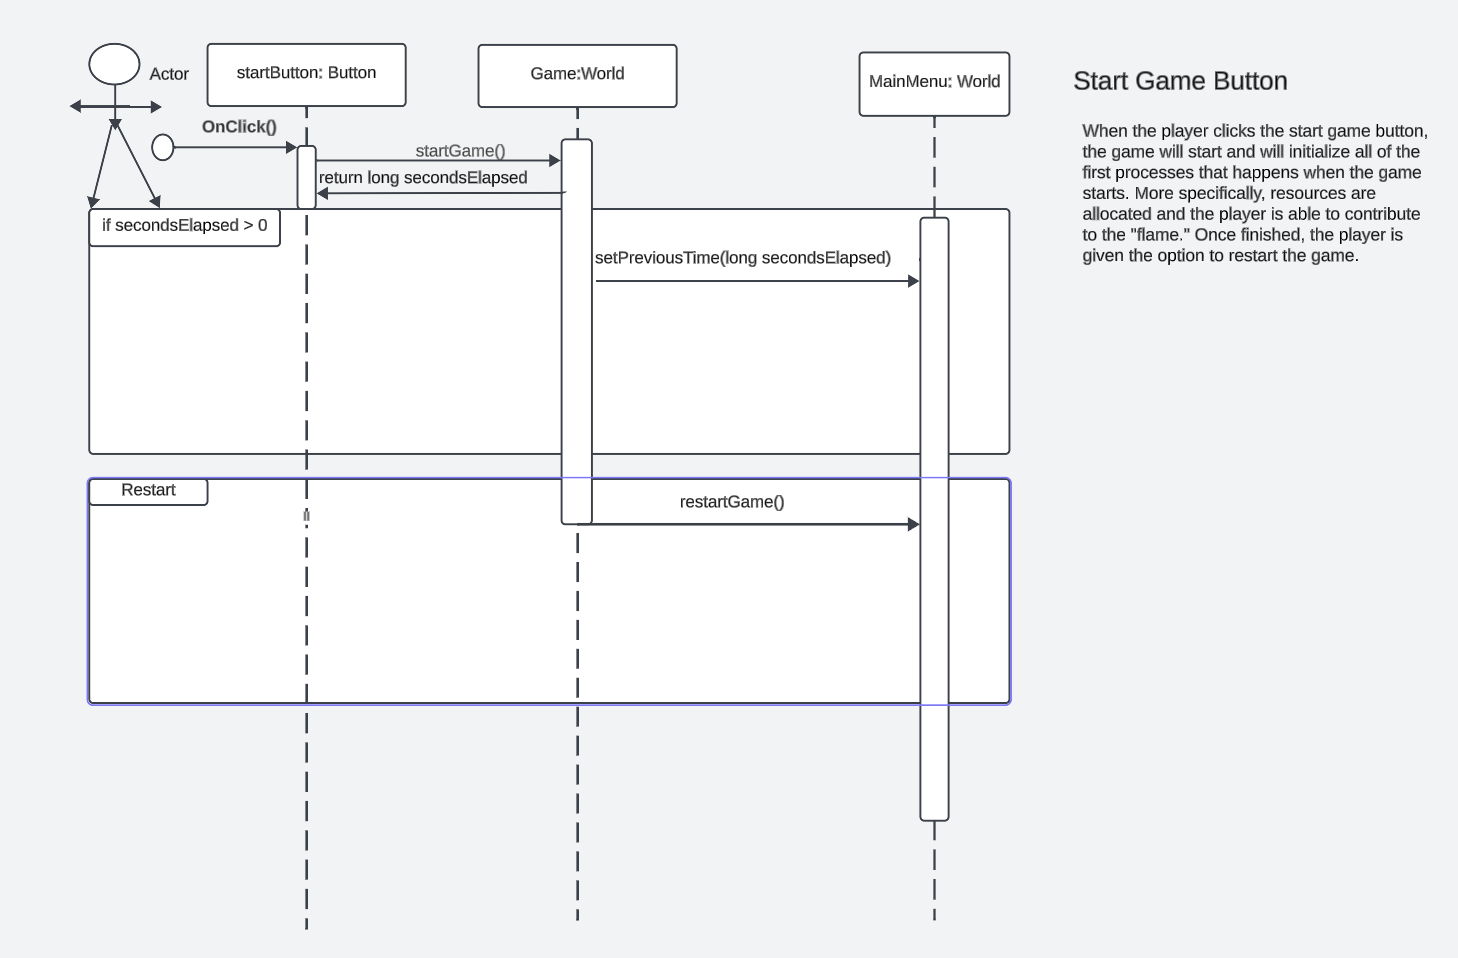 Actor
startButton: Button
Game:World
MainMenu: World
Start Game Button
When the player clicks the start game button,
the game will start and will initialize all of the
first processes that happens when the game
starts. More specifically, resources are
allocated and the player is able to contribute
to the "flame." Once finished, the player is
given the option to restart the game.
OnClick()
startGame()
return long secondsElapsed
if secondsElapsed > 0
setPreviousTime(long secondsElapsed)
Restart
restartGame()